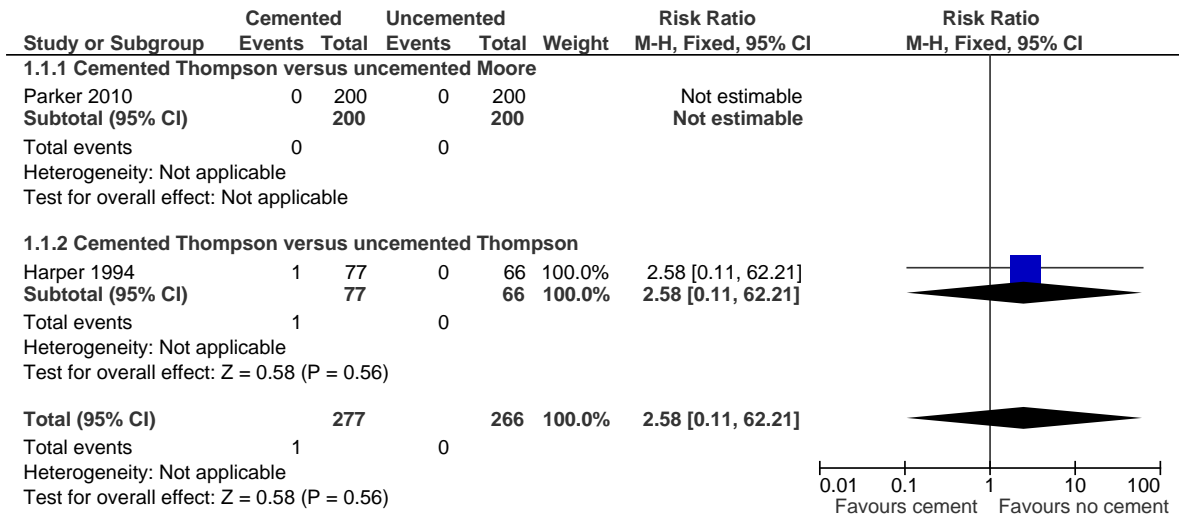 Cemented Uncemented Risk Ratio Risk Ratio
Study or Subgroup Events Total Events Total Weight M-H, Fixed, 95% CI M-H, Fixed, 95% CI
1.1.1 Cemented Thompson versus uncemented Moore
Parker 2010 0 200 0 200 Not estimable
Subtotal (95% CI) 200 200 Not estimable
Total events 0 0
Heterogeneity: Not applicable
Test for overall effect: Not applicable
1.1.2 Cemented Thompson versus uncemented Thompson
Harper 1994 1 77 0 66 100.0% 2.58 [0.11, 62.21]
Subtotal (95% CI) 77 66 100.0% 2.58 [0.11, 62.21]
Total events 1 0
Heterogeneity: Not applicable
Test for overall effect: Z = 0.58 (P = 0.56)
Total (95% CI) 277 266 100.0% 2.58 [0.11, 62.21]
Total events 1 0
Heterogeneity: Not applicable
Test for overall effect: Z = 0.58 (P = 0.56)
0.01 0.1 1 10 100
Favours cement Favours no cement